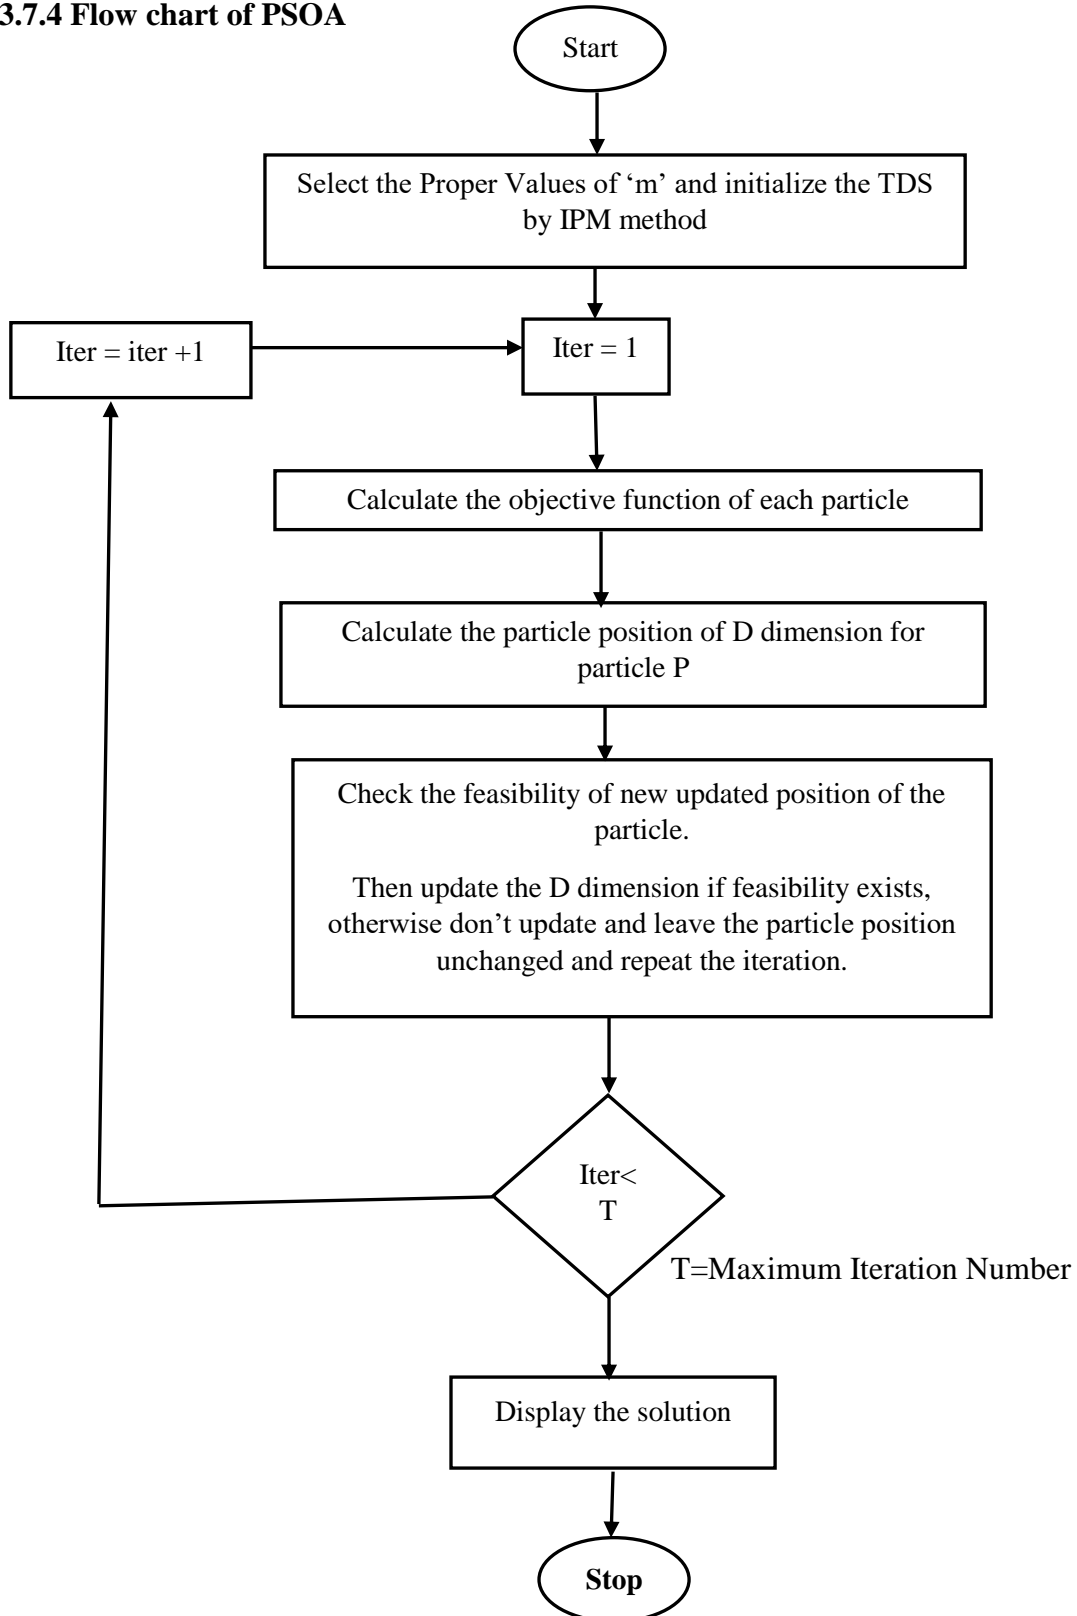 3.7.4 Flow chart of PSOA
Start
Select the Proper Values of ‘m’ and initialize the TDS
by IPM method
Iter = iter +1
Iter = 1
Calculate the objective function of each particle
Calculate the particle position of D dimension for
particle P
Check the feasibility of new updated position of the
particle.
Then update the D dimension if feasibility exists,
otherwise don’t update and leave the particle position
unchanged and repeat the iteration.
Iter<
T
T=Maximum Iteration Number
Display the solution
Stop